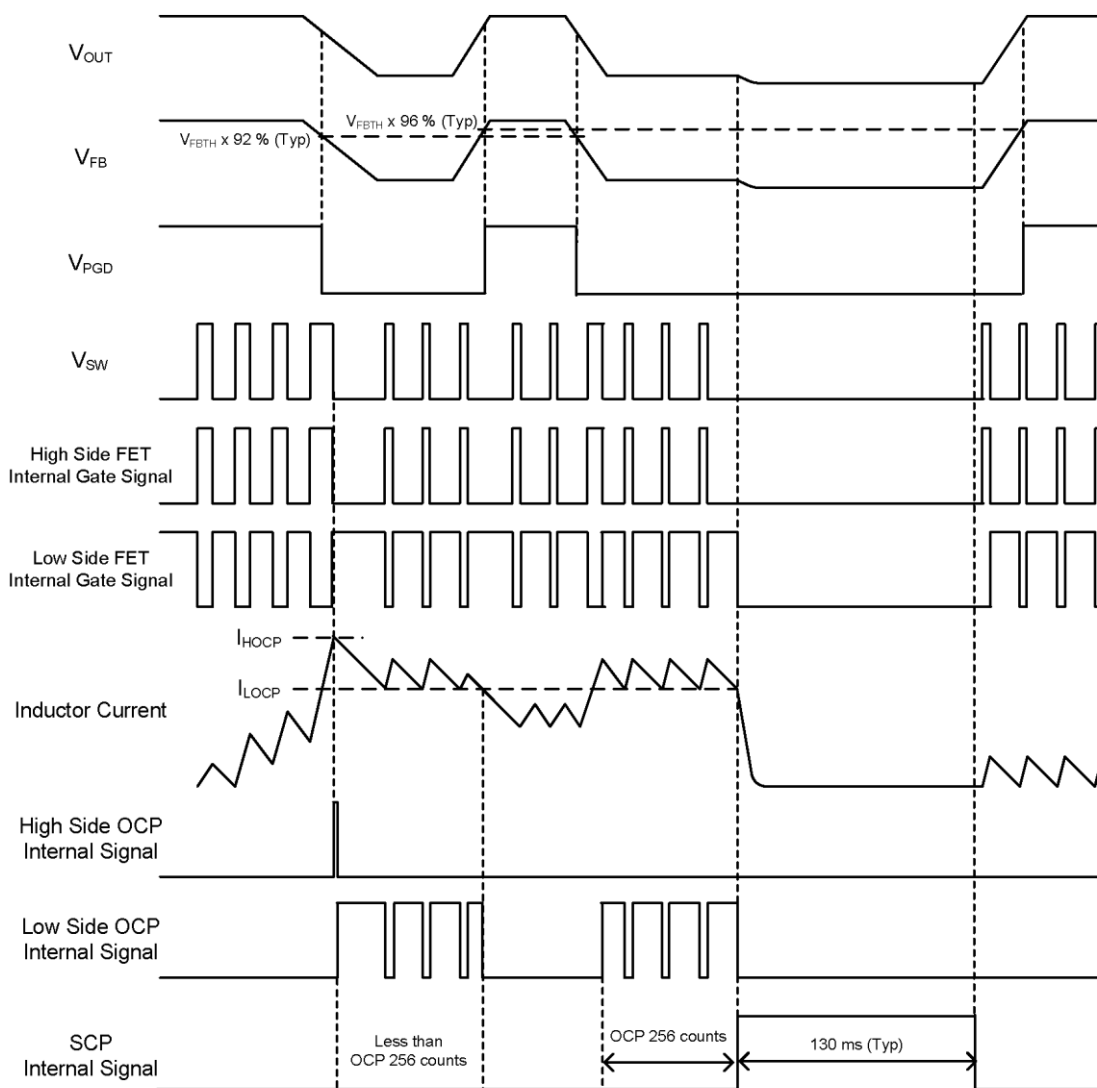 VOUT
VFBTH x 96 % (Typ)
VFBTH x 92 % (Typ)
VFB
VPGD
VSW
High Side FET
Internal Gate Signal
Low Side FET
Internal Gate Signal
IHOCP
ILOCP
Inductor Current
High Side OCP
Internal Signal
Low Side OCP
Internal Signal
SCP
Internal Signal
Less than
OCP 256 counts
OCP 256 counts
130 ms (Typ)